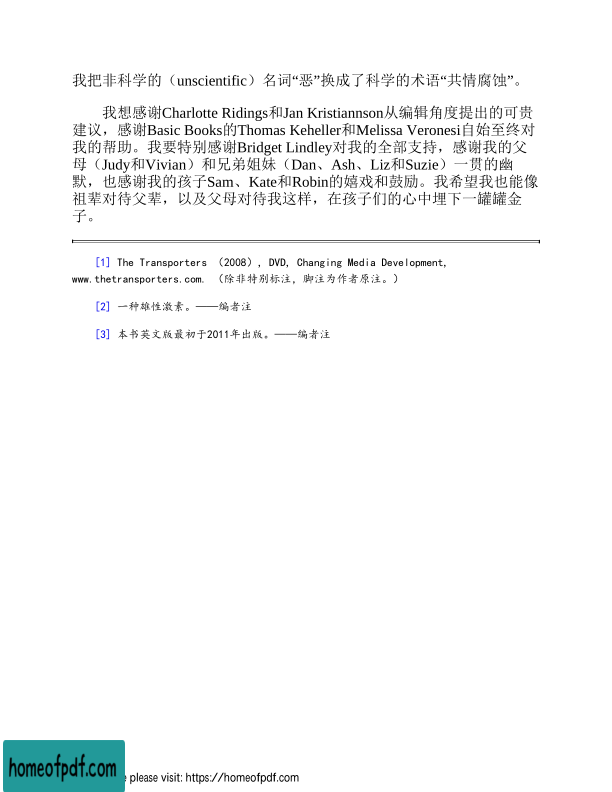 我把非科学的（unscientific）名词“恶”换成了科学的术语“共情腐蚀”。
我想感谢Charlotte Ridings和Jan Kristiannson从编辑角度提出的可贵
建议，感谢Basic Books的Thomas Keheller和Melissa Veronesi自始至终对
我的帮助。我要特别感谢Bridget Lindley对我的全部支持，感谢我的父
母（Judy和Vivian）和兄弟姐妹（Dan、Ash、Liz和Suzie）一贯的幽
默，也感谢我的孩子Sam、Kate和Robin的嬉戏和鼓励。我希望我也能像
祖辈对待父辈，以及父母对待我这样，在孩子们的心中埋下一罐罐金
子。
[1] The Transporters （2008）, DVD, Changing Media Development,
www.thetransporters.com. （除非特别标注，脚注为作者原注。）
[2] 一种雄性激素。——编者注
[3] 本书英文版最初于2011年出版。——编者注
homeofpdf.com
please visit: https://homeofpdf.com